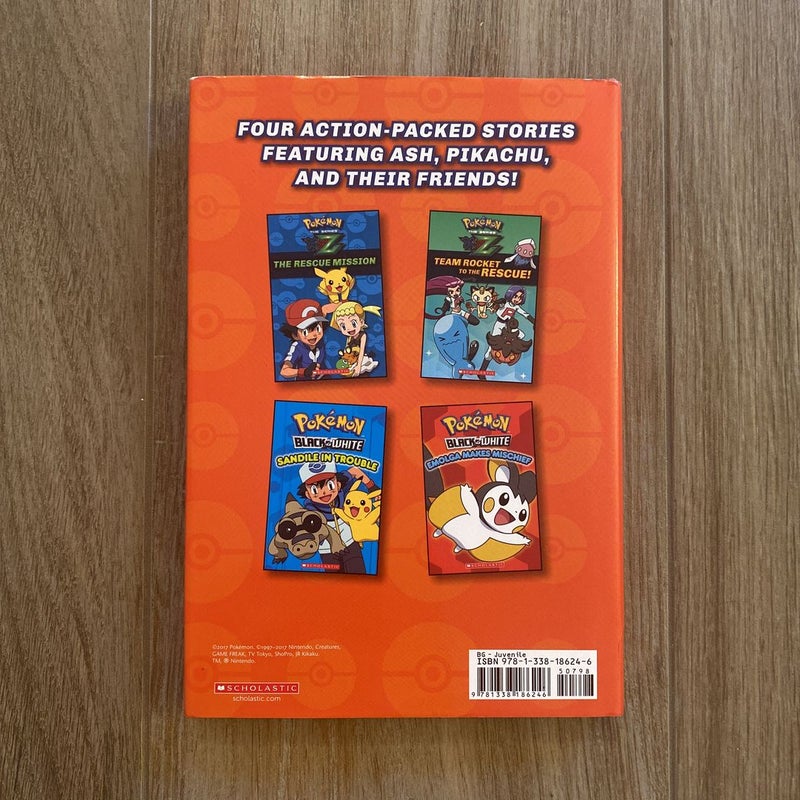 FOUR ACTION-PACKED STORIES
FEATURING ASH, PIKACHU,
AND THEIR FRIENDS!
POKéMON
THE SERIES
XYZ
THE RESCUE MISSION
SCHOLASTIC
POKéMON
THE SERIES
XYZ
TEAM ROCKET
TO THE RESCUE!
SCHOLASTIC
POKéMON
BLACK & WHITE
SANDILE IN TROUBLE
SCHOLASTIC
POKéMON
BLACK & WHITE
EMOLGA MAKES MISCHIEF
SCHOLASTIC
©2017 Pokémon. ©1997-2017 Nintendo, Creatures,
GAME FREAK, TV Tokyo, ShoPro, JR Kikaku.
TM, ® Nintendo.
SCHOLASTIC
scholastic.com
BG - Juvenile
ISBN 978-1-338-18624-6
50798
9 781338 186246